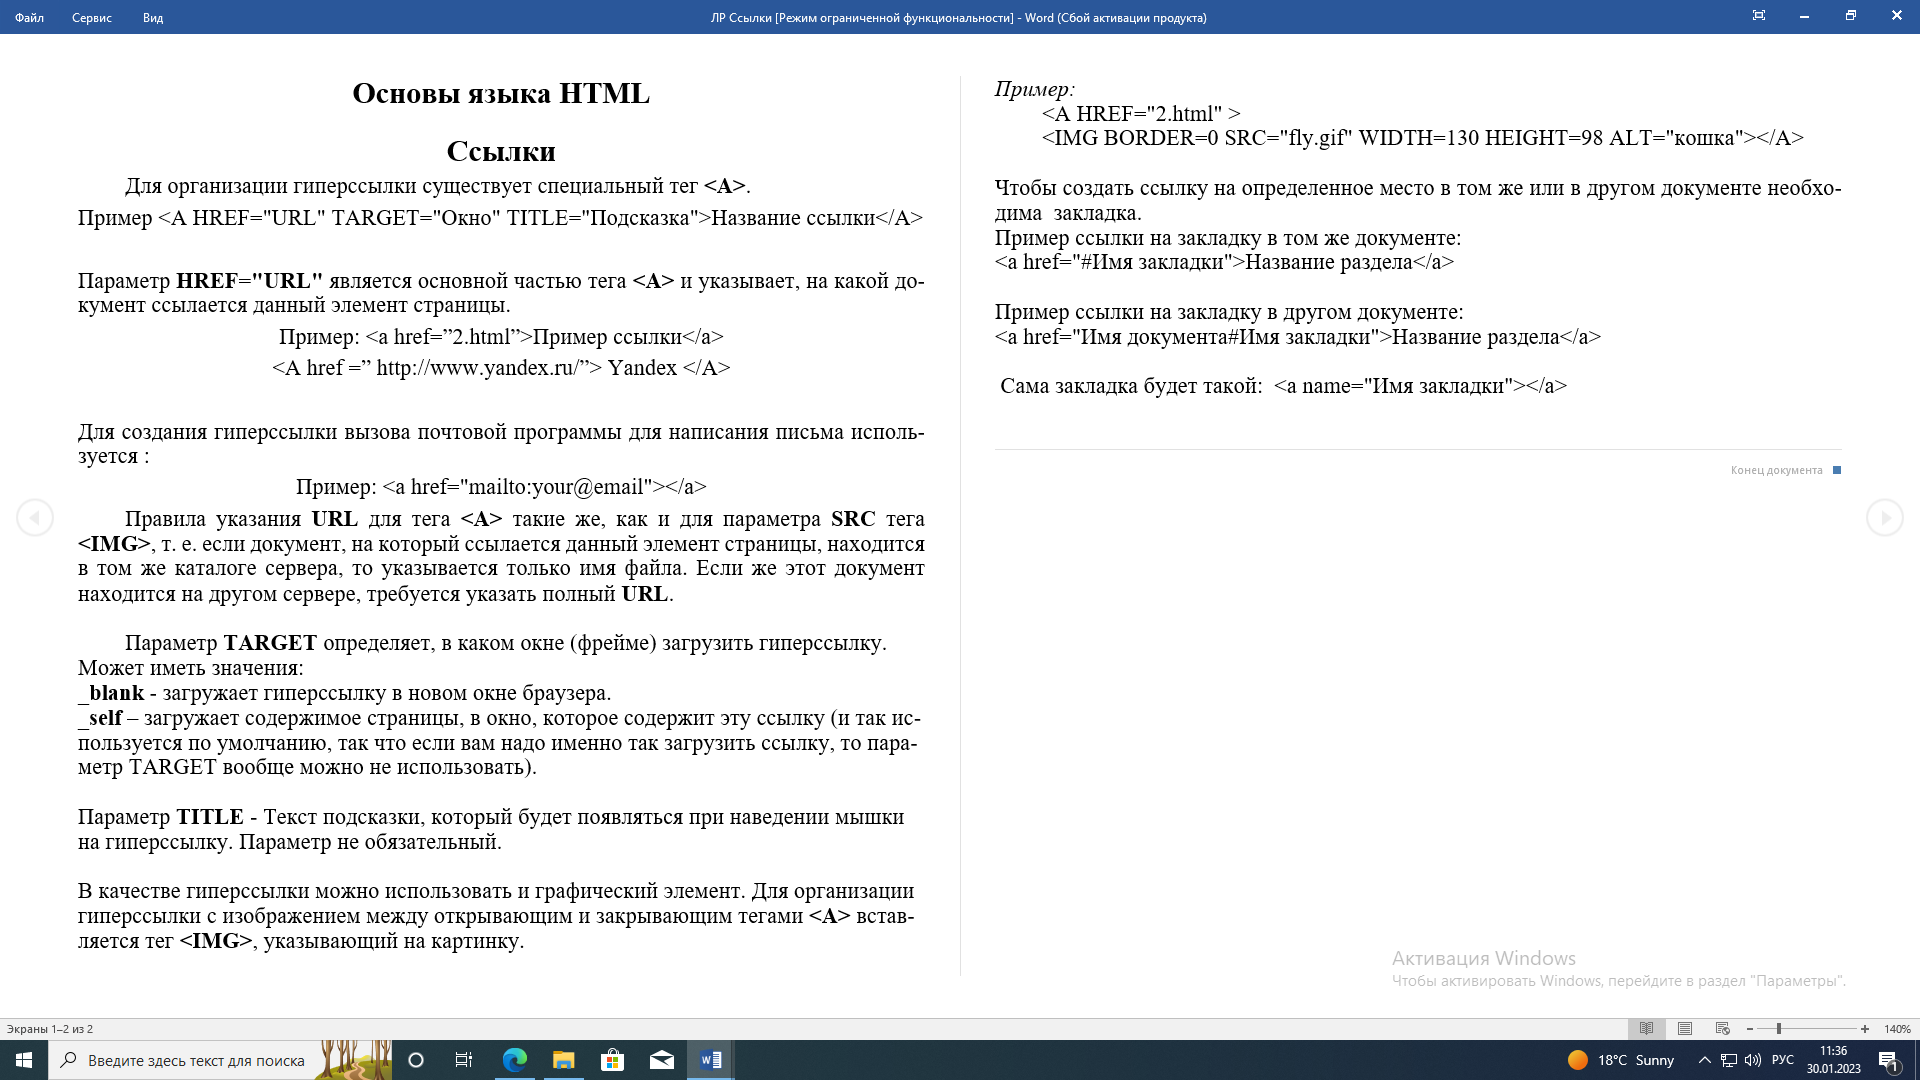 Файл Сервис Вид
ЛР Ссылки [Режим ограниченной функциональности] - Word (Сбой активации продукта)
Основы языка HTML
Ссылки
Для организации гиперссылки существует специальный тег <A>.
Пример <A HREF="URL" TARGET="Окно" TITLE="Подсказка">Название ссылки</A>
Параметр HREF="URL" является основной частью тега <A> и указывает, на какой до-
кумент ссылается данный элемент страницы.
Пример: <a href=”2.html”>Пример ссылки</a>
<A href =” http://www.yandex.ru/”> Yandex </A>
Для создания гиперссылки вызова почтовой программы для написания письма исполь-
зуется :
Пример: <a href="mailto:your@email"></a>
Правила указания URL для тега <A> такие же, как и для параметра SRC тега
<IMG>, т. е. если документ, на который ссылается данный элемент страницы, находится
в том же каталоге сервера, то указывается только имя файла. Если же этот документ
находится на другом сервере, требуется указать полный URL.
Параметр TARGET определяет, в каком окне (фрейме) загрузить гиперссылку.
Может иметь значения:
_blank - загружает гиперссылку в новом окне браузера.
_self – загружает содержимое страницы, в окно, которое содержит эту ссылку (и так ис-
пользуется по умолчанию, так что если вам надо именно так загрузить ссылку, то пара-
метр TARGET вообще можно не использовать).
Параметр TITLE - Текст подсказки, который будет появляться при наведении мышки
на гиперссылку. Параметр не обязательный.
В качестве гиперссылки можно использовать и графический элемент. Для организации
гиперссылки с изображением между открывающим и закрывающим тегами <A> встав-
ляется тег <IMG>, указывающий на картинку.
Пример:
<A HREF="2.html" >
<IMG BORDER=0 SRC="fly.gif" WIDTH=130 HEIGHT=98 ALT="кошка"></A>
Чтобы создать ссылку на определенное место в том же или в другом документе необхо-
дима  закладка.
Пример ссылки на закладку в том же документе:
<a href="#Имя закладки">Название раздела</a>
Пример ссылки на закладку в другом документе:
<a href="Имя документа#Имя закладки">Название раздела</a>
Сама закладка будет такой:  <a name="Имя закладки"></a>
Конец документа
Активация Windows
Чтобы активировать Windows, перейдите в раздел "Параметры".
Экраны 1–2 из 2
140%
Введите здесь текст для поиска
18°C Sunny
РУС
11:36
30.01.2023
1